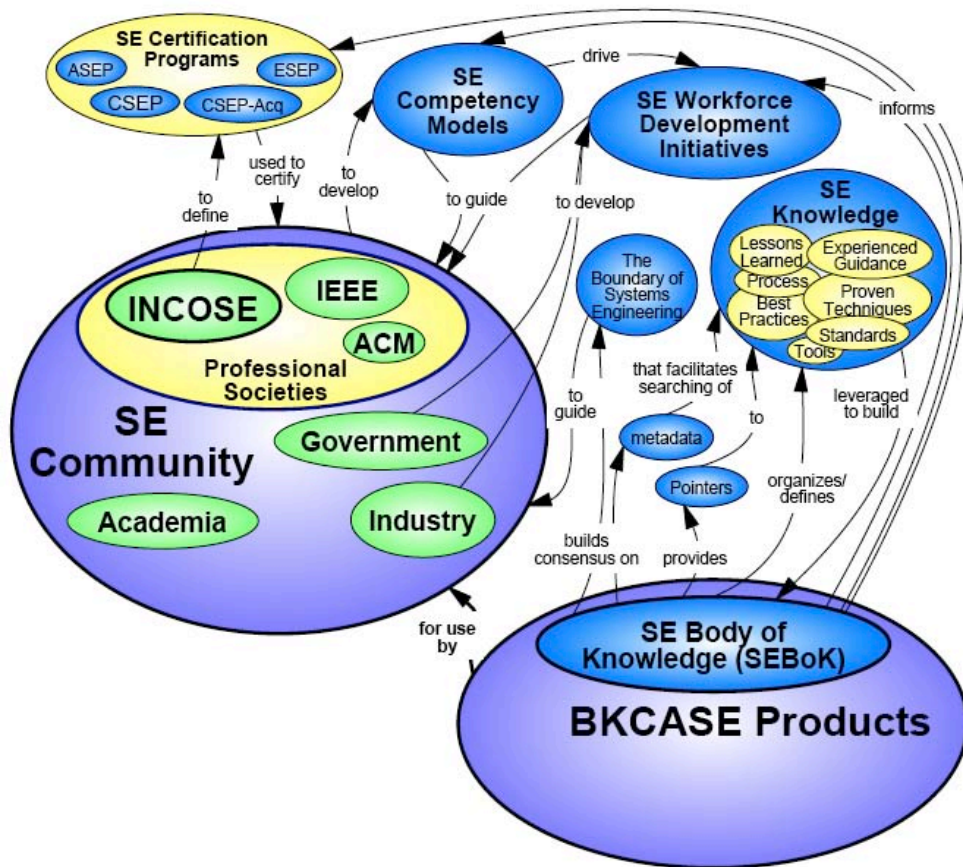 SE Certification
Programs
ASEP
ESEP
CSEP
CSEP-Acq
SE
Competency
Models
drive
SE Workforce
Development
Initiatives
informs
used to
certify
to
define
to
develop
to guide
to develop
SE
Knowledge
Lessons
Learned
Experienced
Guidance
Process
Best
Practices
Proven
Techniques
Standards
Tools
The
Boundary of
Systems
Engineering
INCOSE
IEEE
ACM
Professional
Societies
SE
Community
Government
Academia
Industry
to
guide
that facilitates
searching of
to
leveraged
to build
metadata
Pointers
organizes/
defines
builds
consensus on
provides
for use
by
SE Body of
Knowledge (SEBoK)
BKCASE Products